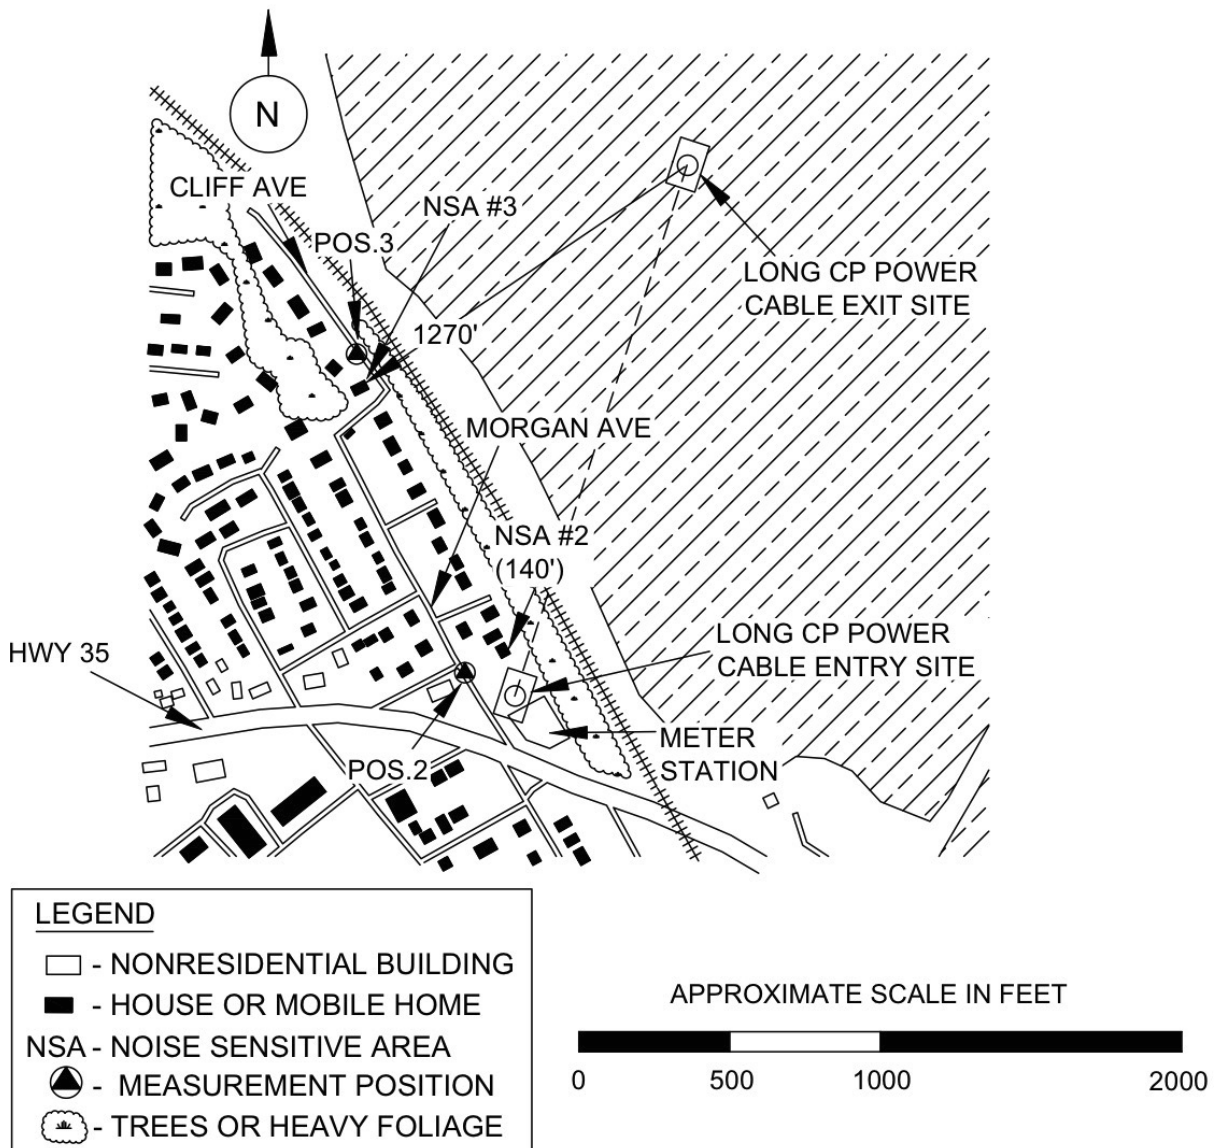 N
CLIFF AVE
NSA #3
POS.3
LONG CP POWER
CABLE EXIT SITE
1270'
MORGAN AVE
NSA #2
(140')
HWY 35
LONG CP POWER
CABLE ENTRY SITE
METER
STATION
POS.2
LEGEND
- NONRESIDENTIAL BUILDING
- HOUSE OR MOBILE HOME
NSA - NOISE SENSITIVE AREA
- MEASUREMENT POSITION
- TREES OR HEAVY FOLIAGE
APPROXIMATE SCALE IN FEET
0 500 1000 2000